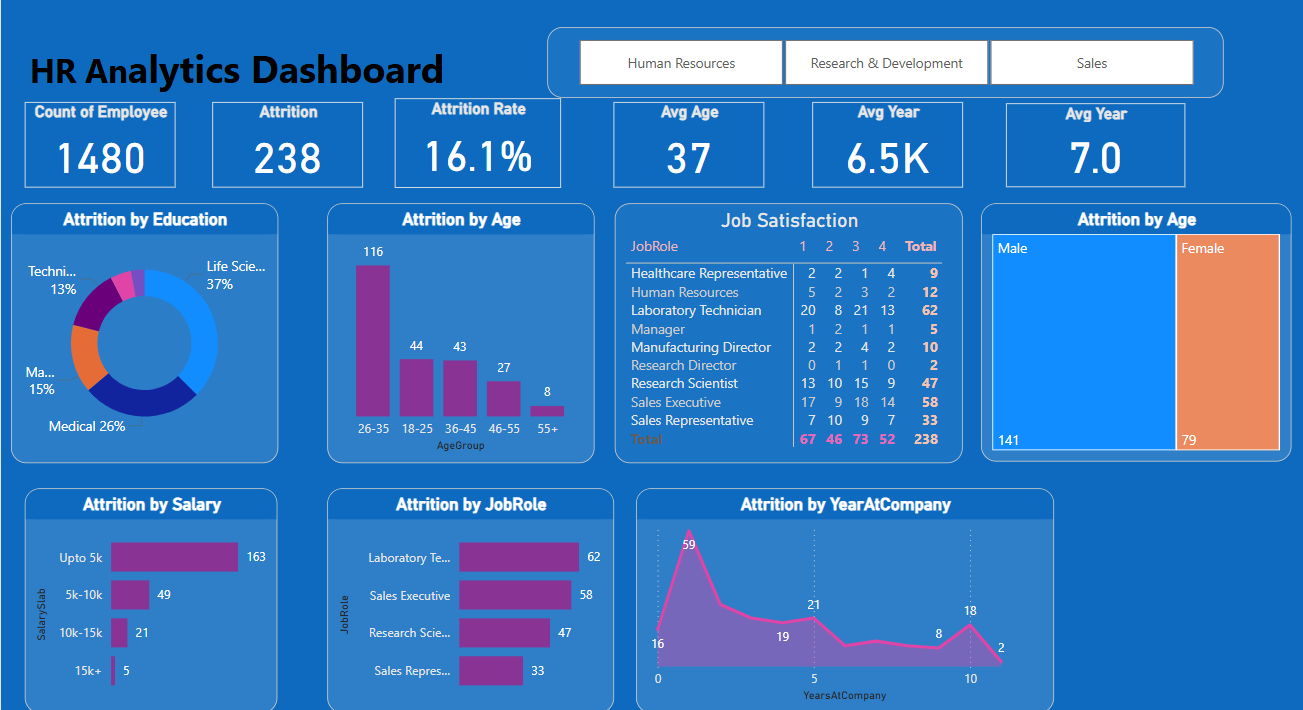 HR Analytics Dashboard
Human Resources
Research & Development
Sales
Count of Employee
1480
Attrition
238
Attrition Rate
16.1%
Avg Age
37
Avg Year
6.5K
Avg Year
7.0
Attrition by Education
Life Scie...
37%
Medical 26%
Ma...
15%
Techni...
13%
Attrition by Age
116
44
43
27
8
26-35 18-25 36-45 46-55 55+
AgeGroup
Job Satisfaction
JobRole 1 2 3 4 Total
Healthcare Representative 2 2 1 4 9
Human Resources 5 2 3 2 12
Laboratory Technician 20 8 21 13 62
Manager 1 2 1 1 5
Manufacturing Director 2 2 4 2 10
Research Director 0 1 1 0 2
Research Scientist 13 10 15 9 47
Sales Executive 17 9 18 14 58
Sales Representative 7 10 9 7 33
Total 67 46 73 52 238
Attrition by Age
Male
141
Female
79
Attrition by Salary
SalarySlab
Upto 5k 163
5k-10k 49
10k-15k 21
15k+ 5
Attrition by JobRole
JobRole
Laboratory Te... 62
Sales Executive 58
Research Scie... 47
Sales Repres... 33
Attrition by YearAtCompany
16
59
19
21
8
18
2
0 5 10
YearsAtCompany